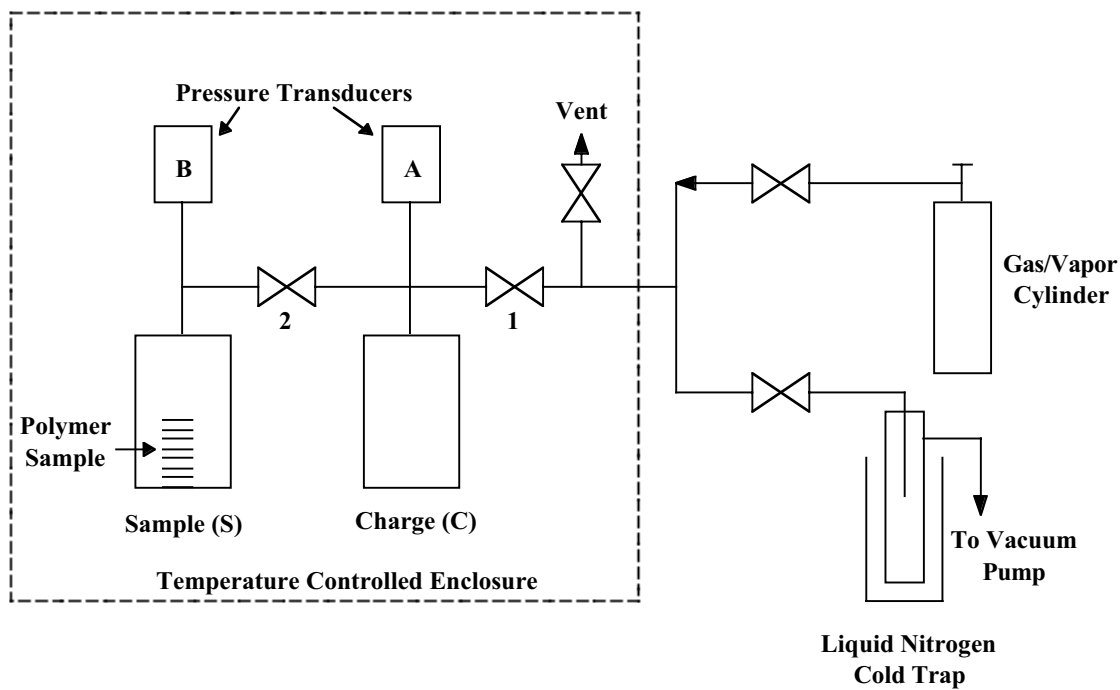 Pressure Transducers
Vent
B
A
Gas/Vapor
Cylinder
2
1
Polymer
Sample
Sample (S)
Charge (C)
To Vacuum
Pump
Temperature Controlled Enclosure
Liquid Nitrogen
Cold Trap